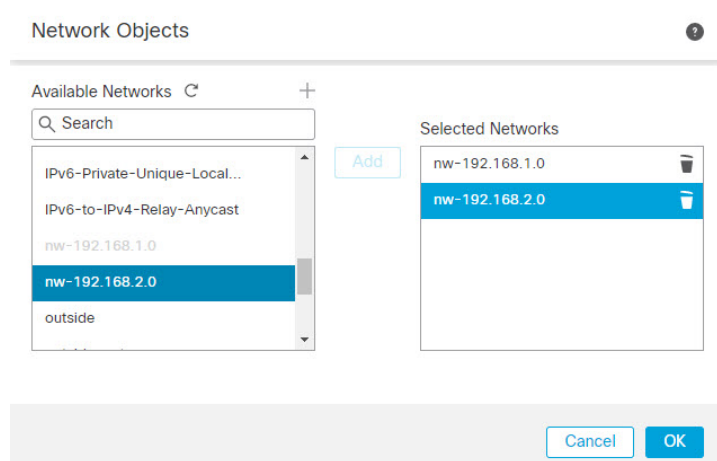 Network Objects
?
Available Networks
Search
IPv6-Private-Unique-Local...
IPv6-to-IPv4-Relay-Anycast
nw-192.168.1.0
nw-192.168.2.0
outside
Add
Selected Networks
nw-192.168.1.0
nw-192.168.2.0
Cancel
OK